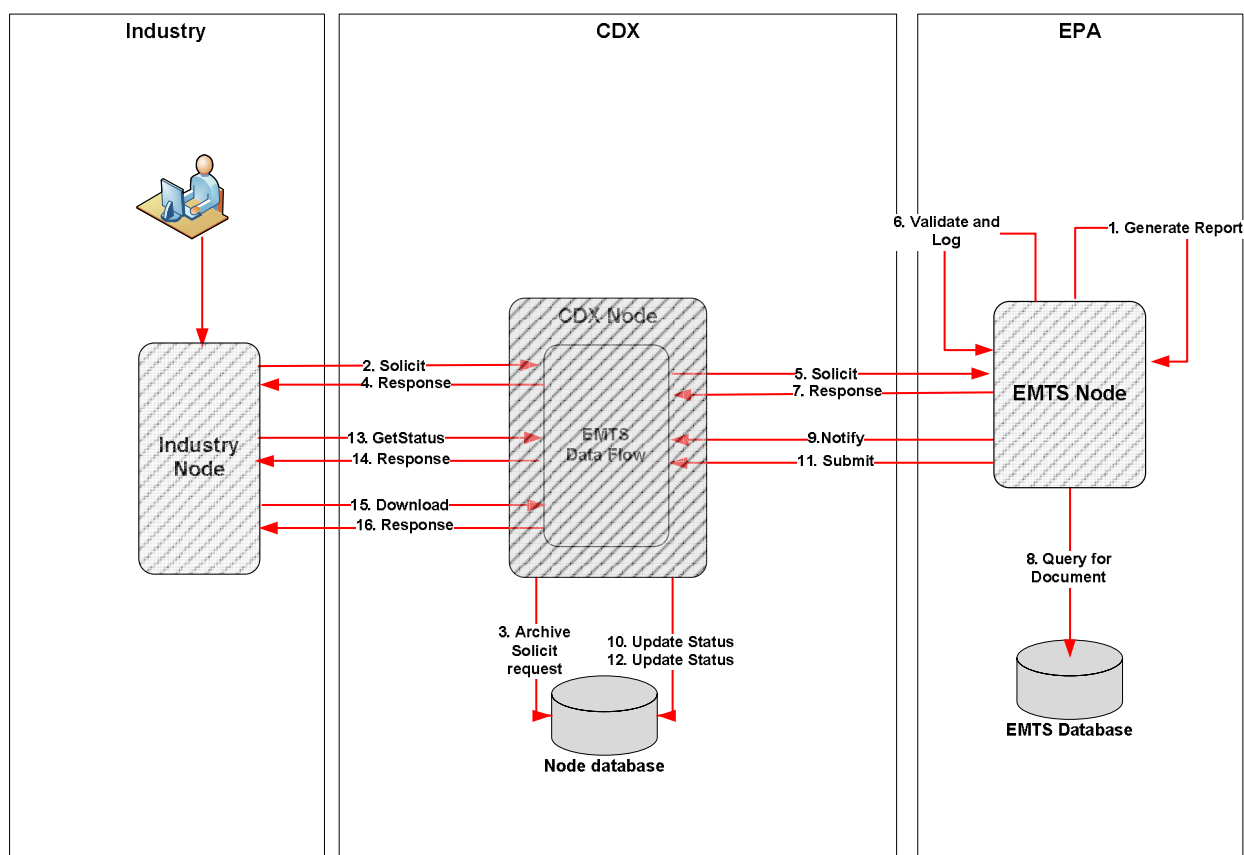 Industry
CDX
EPA
6. Validate and
Log
1. Generate Report
CDX Node
2. Solicit
4. Response
5. Solicit
7. Response
EMTS Node
Industry
Node
13. GetStatus
14. Response
EMTS
Data Flow
9.Notify
11. Submit
15. Download
16. Response
8. Query for
Document
3. Archive
Solicit
request
10. Update Status
12. Update Status
Node database
EMTS Database